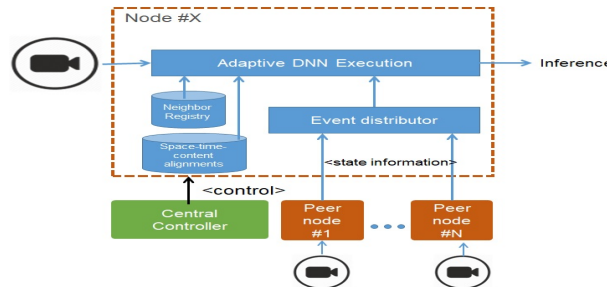 Node #X
Adaptive DNN Execution
Inference
Neighbor
Registry
Event distributor
Space-time-
content
alignments
<state information>
<control>
Central
Controller
Peer
node
#1
Peer
node
#N